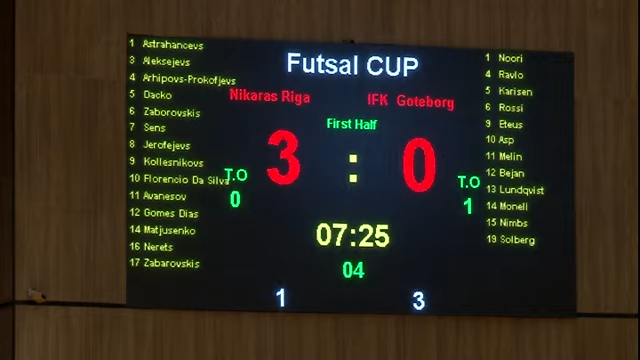 Futsal CUP
1 Astrahancevs
3 Aleksejevs
4 Arhipovs-Prokofjevs
5 Dacko
6 Zaborovskis
7 Sens
8 Jerofejevs
9 Kollesnikovs
10 Florencio Da Silva
11 Avanesov
12 Gomes Dias
14 Matjusenko
16 Nerets
17 Zabarovskis
Nikaras Riga
IFK Goteborg
First Half
3 : 0
T.O
0
T.O
1
07:25
04
1
3
1 Noori
4 Ravlo
5 Karisen
6 Rossi
9 Eteus
10 Asp
11 Melin
12 Bejan
13 Lundqvist
14 Monell
15 Nimbs
19 Solberg